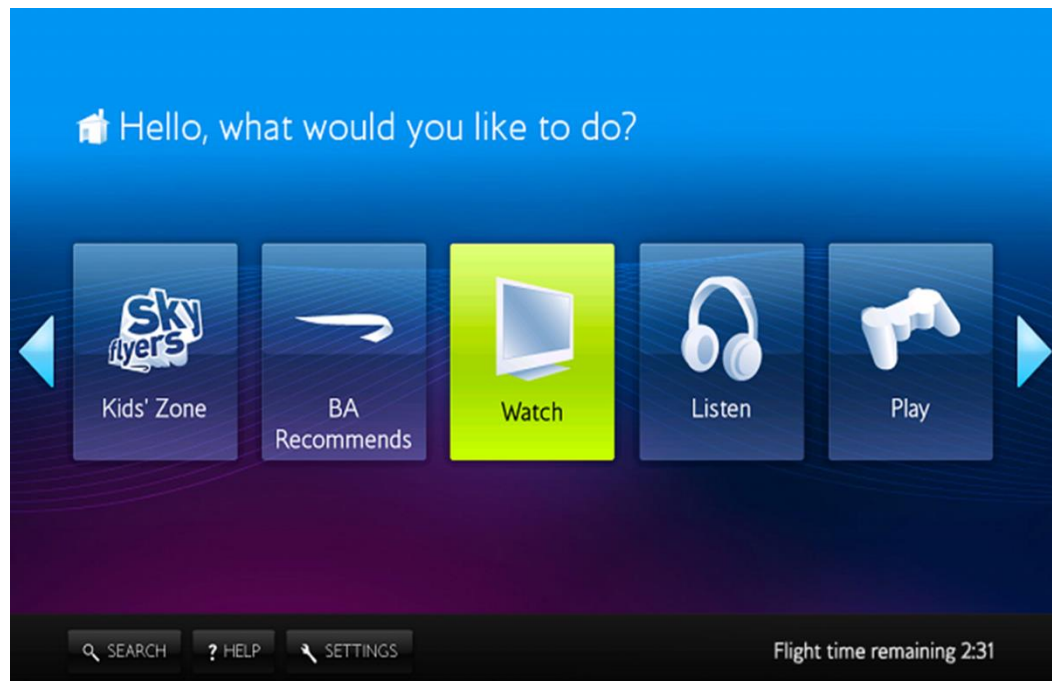 Hello, what would you like to do?
Sky
flyers
Kids' Zone
BA
Recommends
Watch
Listen
Play
SEARCH
? HELP
SETTINGS
Flight time remaining 2:31